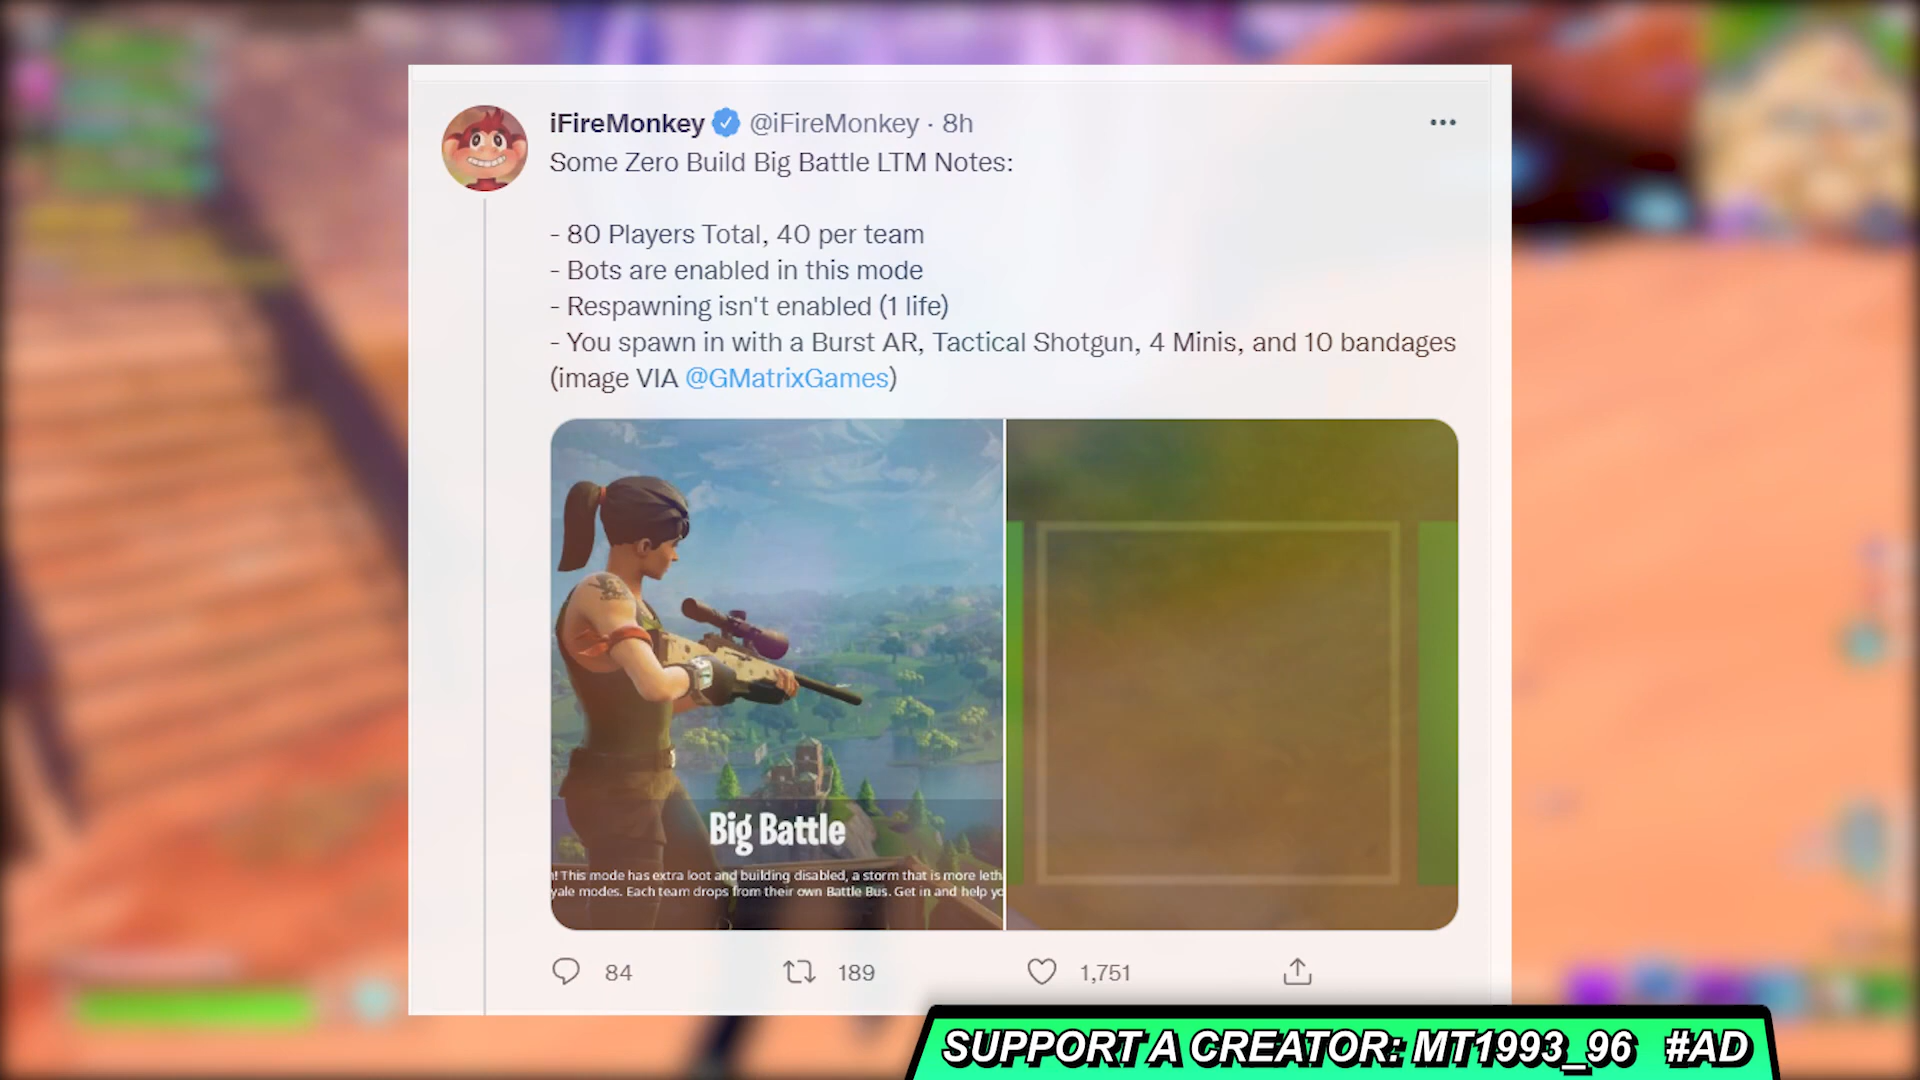 iFireMonkey @iFireMonkey · 8h
Some Zero Build Big Battle LTM Notes:
- 80 Players Total, 40 per team
- Bots are enabled in this mode
- Respawning isn't enabled (1 life)
- You spawn in with a Burst AR, Tactical Shotgun, 4 Minis, and 10 bandages
(image VIA @GMatrixGames)
Big Battle
! This mode has extra loot and building disabled, a storm that is more leth
yale modes. Each team drops from their own Battle Bus. Get in and help yo
84 189 1,751
SUPPORT A CREATOR: MT1993_96 #AD